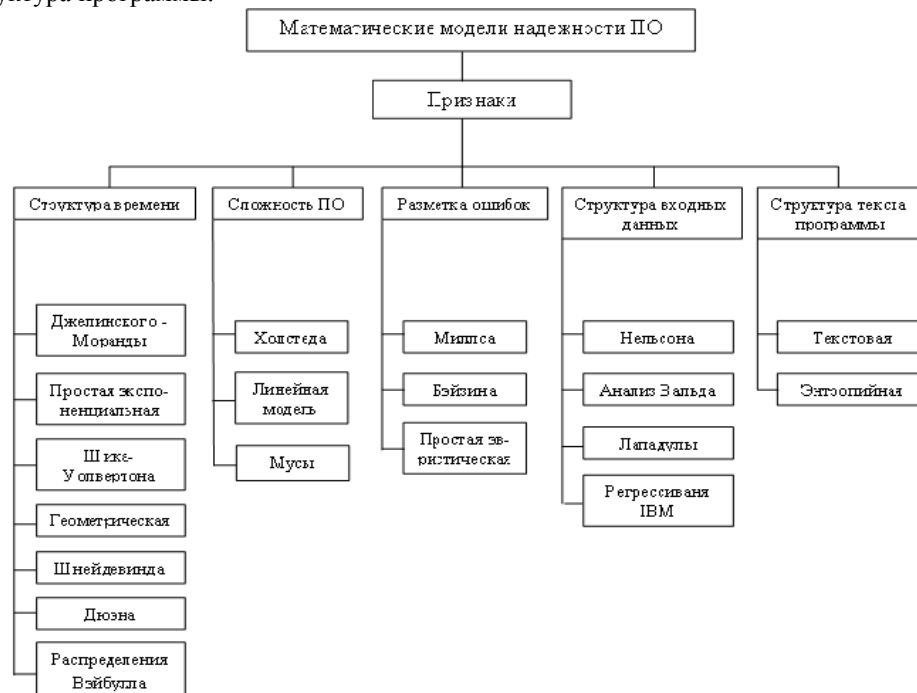 Математические модели надежности ПО
Признаки
Структура времени
Джелинского -
Моранды
Простая экспо-
ненциальная
Шика-
Уолвертона
Геометрическая
Шнейдевинда
Дюэна
Распределения
Вэйбулла
Сложность ПО
Холстеда
Линейная
модель
Мусы
Разметка ошибок
Миллса
Бэйзина
Простая эв-
ристическая
Структура входных
данных
Нельсона
Анализ Вальда
Лападулы
Регрессиваня
IBM
Структура текста
программы
Текстовая
Энтропийная